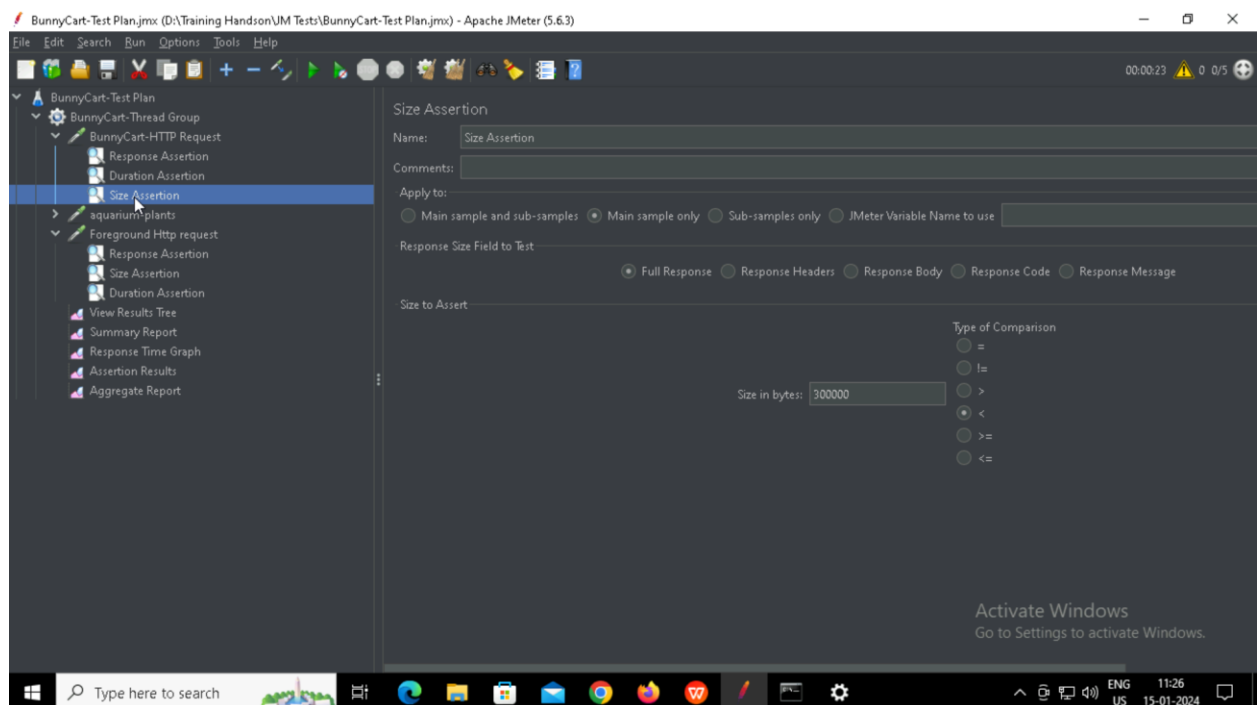 BunnyCart-Test Plan.jmx (D:\Training Handson\JM Tests\BunnyCart-Test Plan.jmx) - Apache JMeter (5.6.3)
File Edit Search Run Options Tools Help
00:00:23 0 0/5
BunnyCart-Test Plan
BunnyCart-Thread Group
BunnyCart-HTTP Request
Response Assertion
Duration Assertion
Size Assertion
aquarium-plants
Foreground Http request
Response Assertion
Size Assertion
Duration Assertion
View Results Tree
Summary Report
Response Time Graph
Assertion Results
Aggregate Report
Size Assertion
Name: Size Assertion
Comments:
Apply to:
Main sample and sub-samples Main sample only Sub-samples only JMeter Variable Name to use
Response Size Field to Test
Full Response Response Headers Response Body Response Code Response Message
Size to Assert
Type of Comparison
=
!=
Size in bytes: 300000
>
<
>=
<=
Activate Windows
Go to Settings to activate Windows.
Type here to search
ENG
US
11:26
15-01-2024